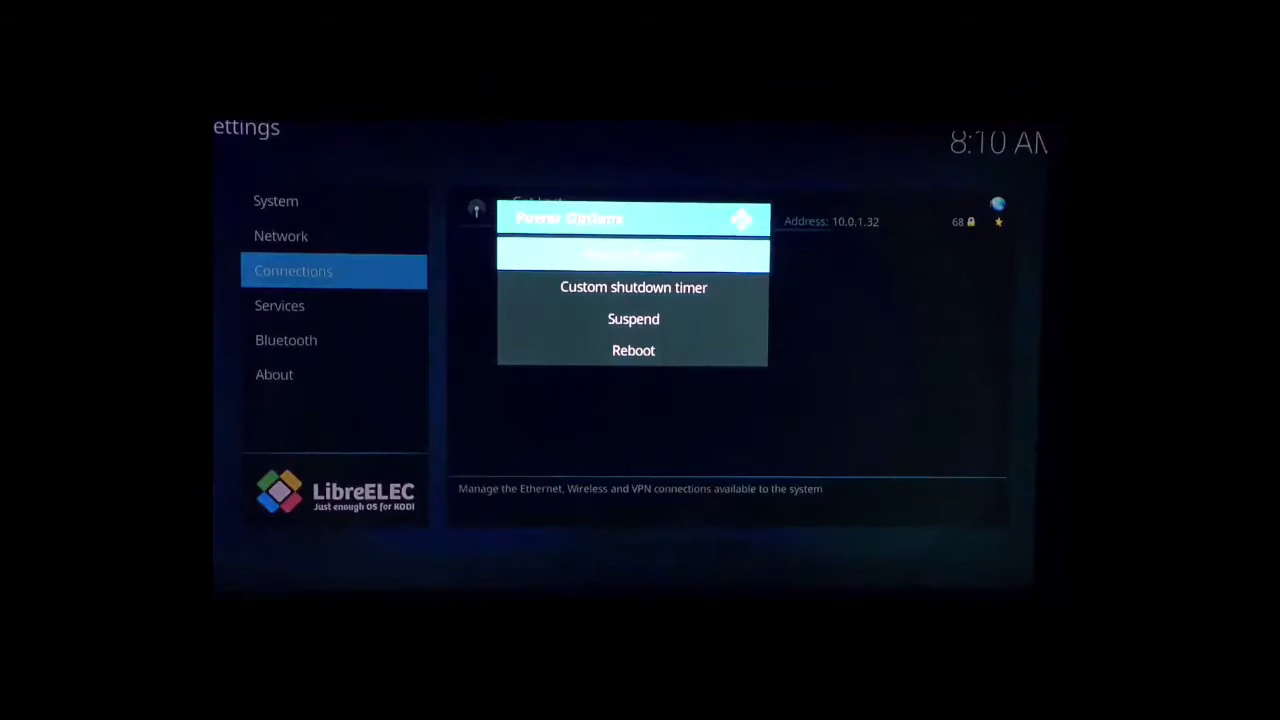 ettings
8:10 AM
System
Network
Connections
Services
Bluetooth
About
Power Options
Custom shutdown timer
Suspend
Reboot
Address: 10.0.1.32
68
LibreELEC
Just enough OS for KODI
Manage the Ethernet, Wireless and VPN connections available to the system